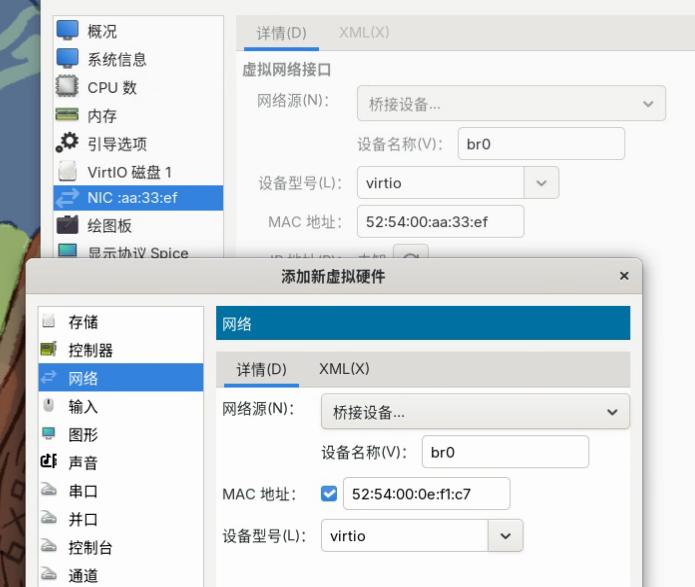 概况
系统信息
CPU 数
内存
引导选项
VirtIO 磁盘 1
NIC :aa:33:ef
绘图板
显示协议 Spice
详情(D) XML(X)
虚拟网络接口
网络源(N)： 桥接设备...
设备名称(V)： br0
设备型号(L)： virtio
MAC 地址： 52:54:00:aa:33:ef
添加新虚拟硬件 ×
存储
控制器
网络
输入
图形
声音
串口
并口
控制台
通道
网络
详情(D) XML(X)
网络源(N)： 桥接设备...
设备名称(V)： br0
MAC 地址： 52:54:00:0e:f1:c7
设备型号(L)： virtio